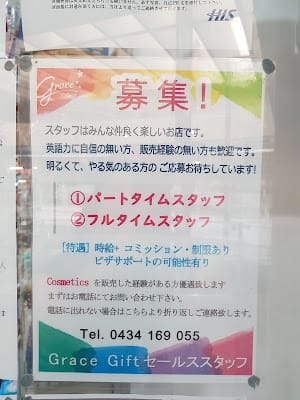 HIS
Grace
募集!
スタッフはみんな仲良く楽しいお店です。
英語力に自信の無い方、販売経験の無い方も歓迎です。
明るくて、やる気のある方の ご応募お待ちしています!
①パートタイムスタッフ
②フルタイムスタッフ
[待遇] 時給+ コミッション・制服あり
ビザサポートの可能性有り
Cosmetics を販売した経験がある方優遇致します
まずはお電話にてお問い合わせ下さい。
電話に出れない場合はこちらより折り返しご連絡致します。
Tel. 0434 169 055
Grace Gift セールススタッフ